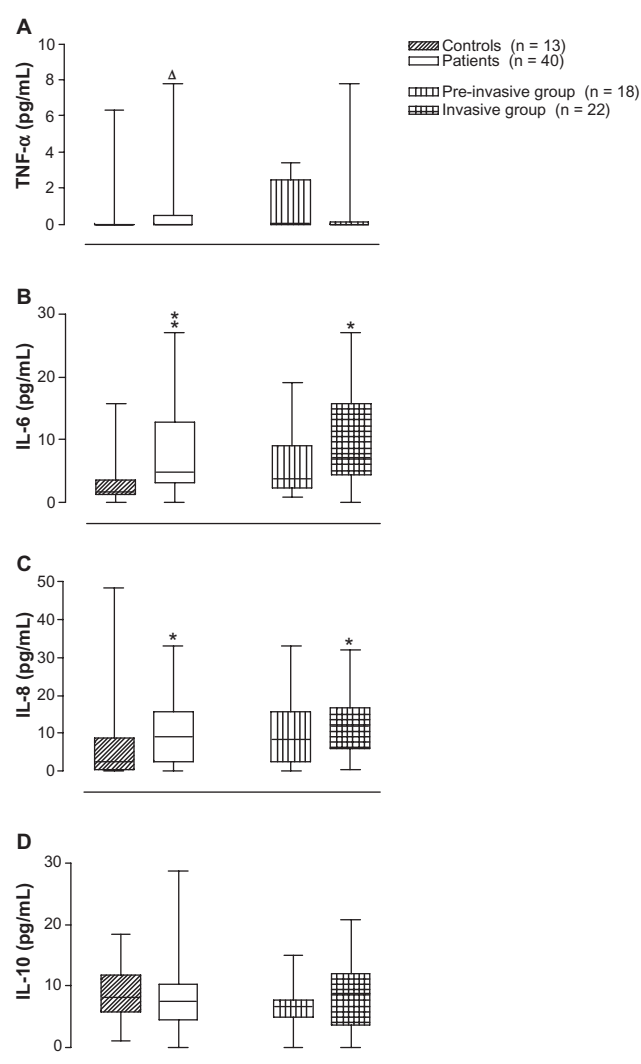 A
TNF-α (pg/mL)
10
8
6
4
2
0
Δ
Controls (n = 13)
Patients (n = 40)
Pre-invasive group (n = 18)
Invasive group (n = 22)
B
IL-6 (pg/mL)
30
20
10
0
*
*
*
C
IL-8 (pg/mL)
50
40
30
20
10
0
*
*
D
IL-10 (pg/mL)
30
20
10
0